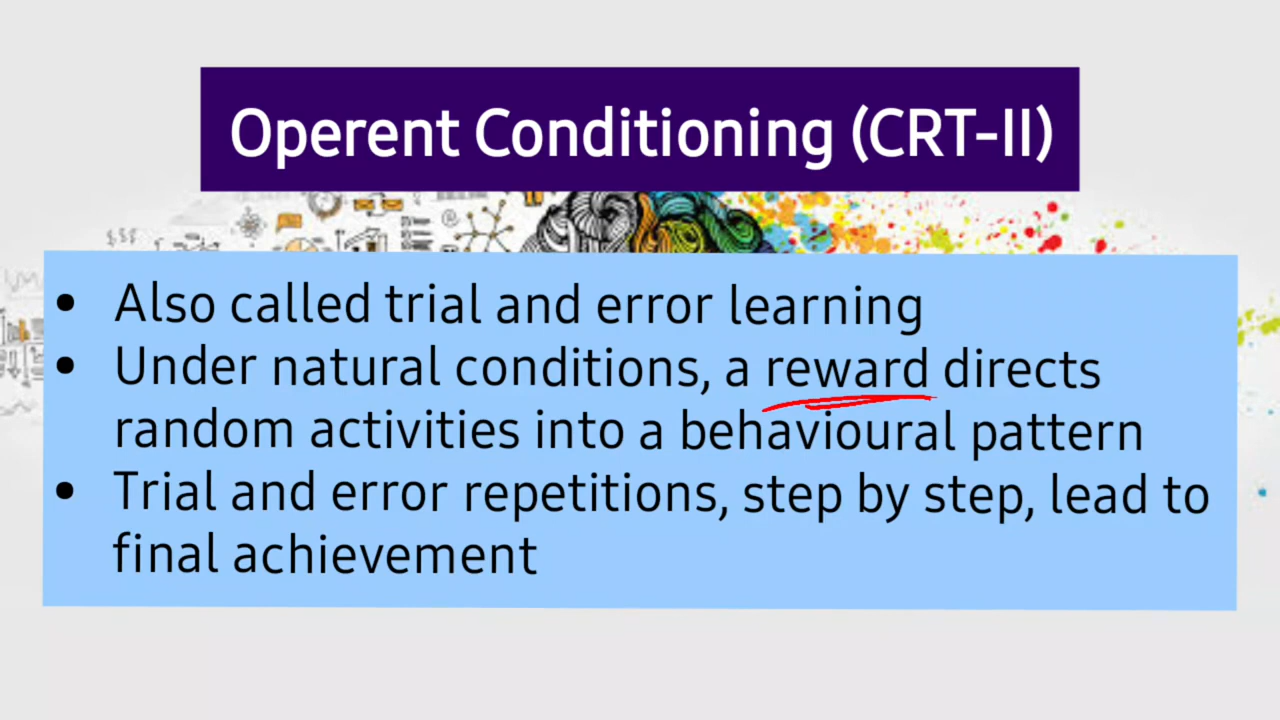 Operent Conditioning (CRT-II)
$$$
• Also called trial and error learning
• Under natural conditions, a reward directs
random activities into a behavioural pattern
• Trial and error repetitions, step by step, lead to
final achievement